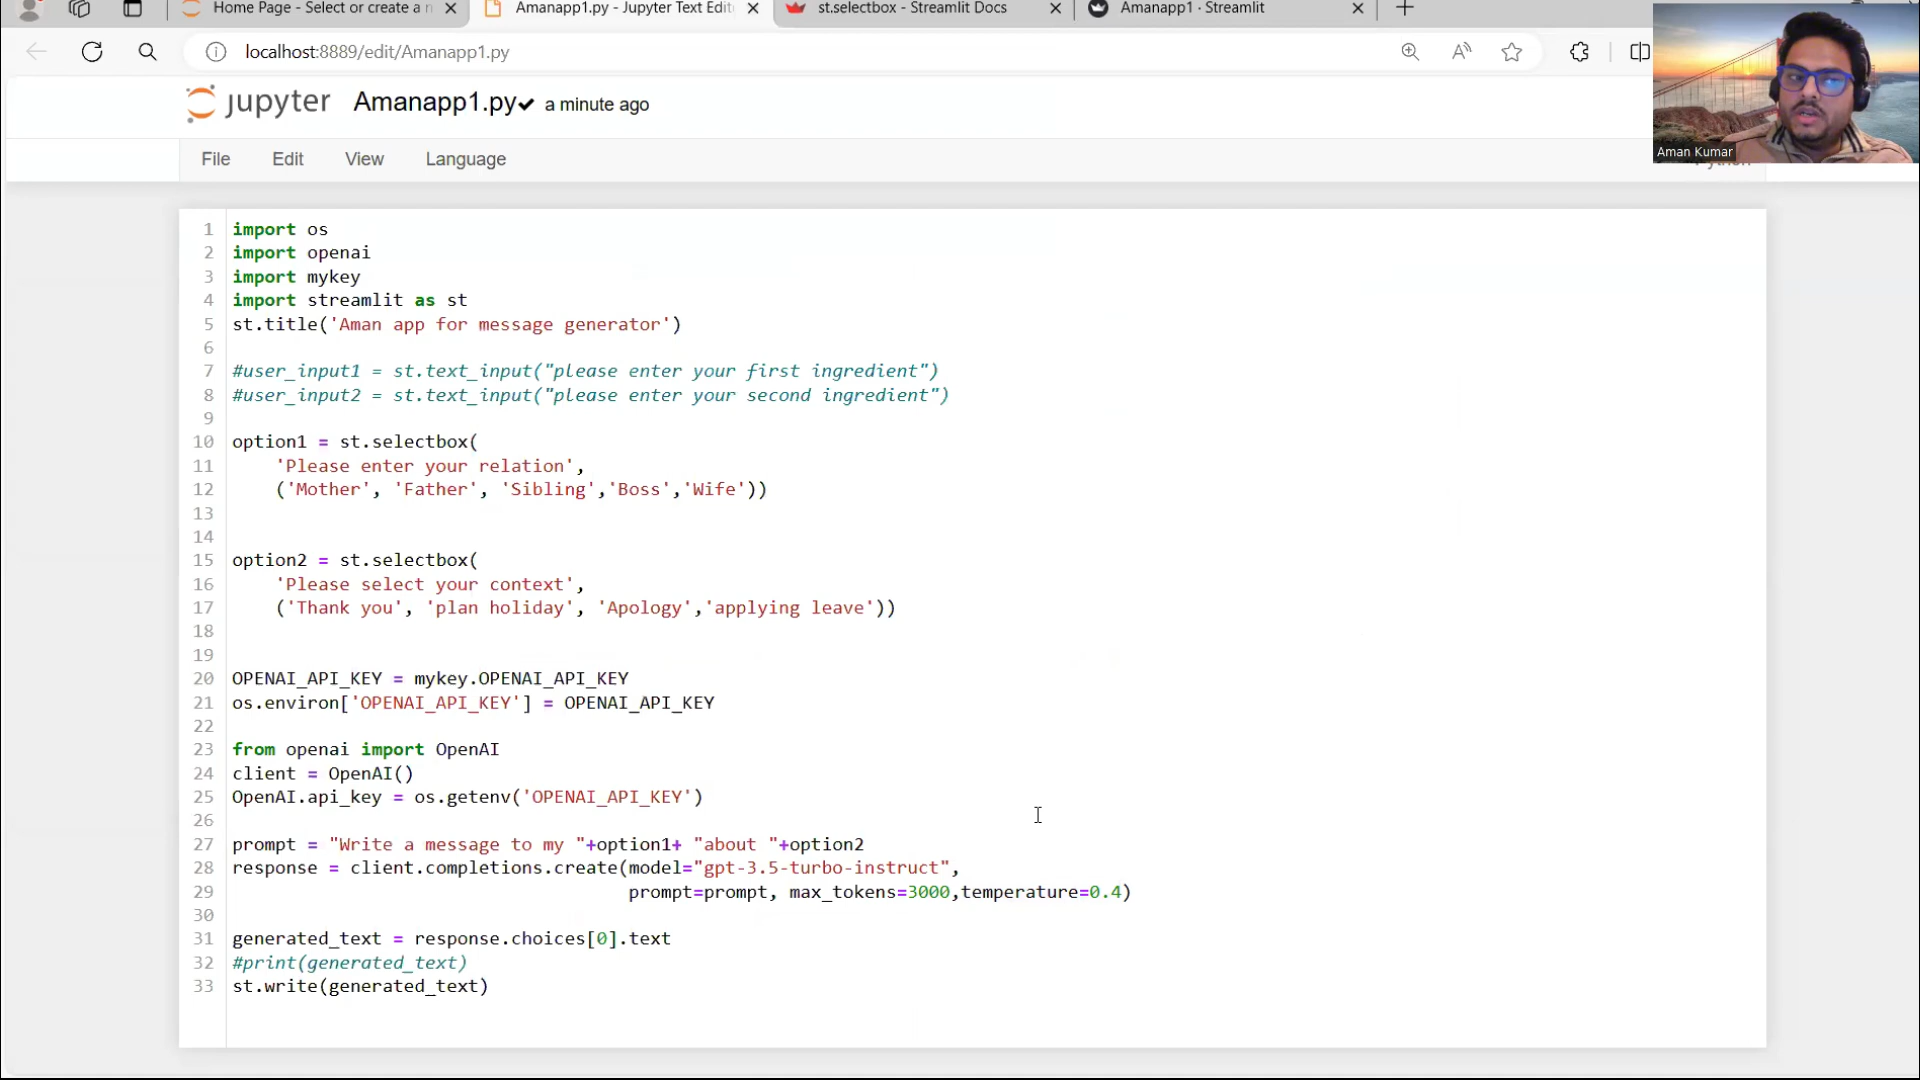 Home Page - Select or create a n
Amanapp1.py - Jupyter Text Edit
st.selectbox - Streamlit Docs
Amanapp1 · Streamlit
localhost:8889/edit/Amanapp1.py
jupyter Amanapp1.py✔ a minute ago
File Edit View Language
Aman Kumar
1 import os
2 import openai
3 import mykey
4 import streamlit as st
5 st.title('Aman app for message generator')
6
7 #user_input1 = st.text_input("please enter your first ingredient")
8 #user_input2 = st.text_input("please enter your second ingredient")
9
10 option1 = st.selectbox(
11     'Please enter your relation',
12     ('Mother', 'Father', 'Sibling','Boss','Wife'))
13
14
15 option2 = st.selectbox(
16     'Please select your context',
17     ('Thank you', 'plan holiday', 'Apology','applying leave'))
18
19
20 OPENAI_API_KEY = mykey.OPENAI_API_KEY
21 os.environ['OPENAI_API_KEY'] = OPENAI_API_KEY
22
23 from openai import OpenAI
24 client = OpenAI()
25 OpenAI.api_key = os.getenv('OPENAI_API_KEY')
26
27 prompt = "Write a message to my "+option1+ "about "+option2
28 response = client.completions.create(model="gpt-3.5-turbo-instruct",
29                                      prompt=prompt, max_tokens=3000,temperature=0.4)
30
31 generated_text = response.choices[0].text
32 #print(generated_text)
33 st.write(generated_text)